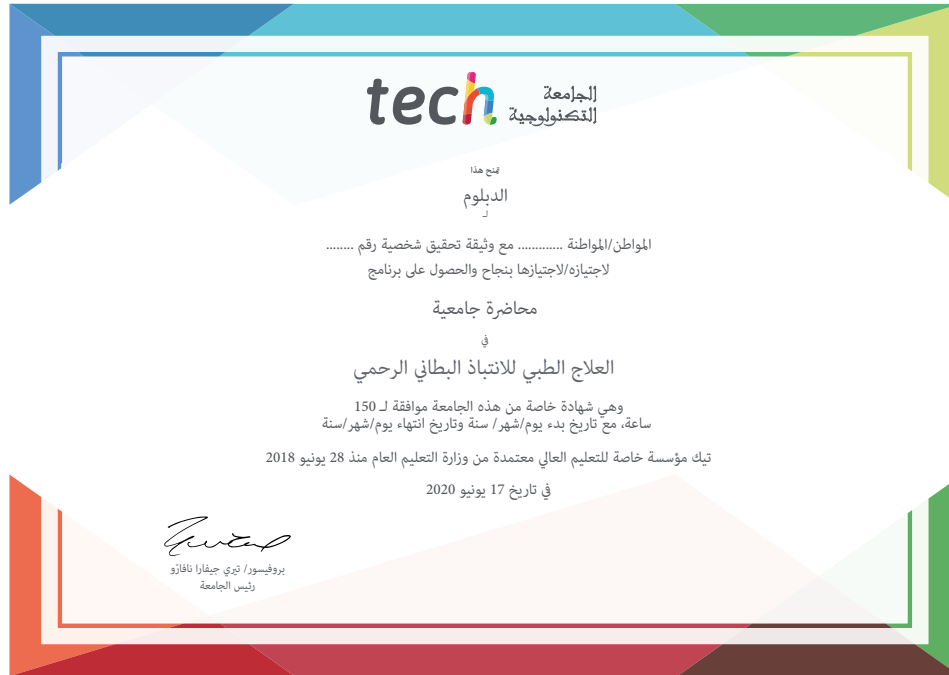 tech الجامعة
التكنولوجية
تمنح هذا
الدبلوم
لـ
المواطن/المواطنة ............. مع وثيقة تحقيق شخصية رقم ........
لاجتيازه/لاجتيازها بنجاح والحصول على برنامج
محاضرة جامعية
في
العلاج الطبي للانتباذ البطاني الرحمي
وهي شهادة خاصة من هذه الجامعة موافقة لـ 150
ساعة، مع تاريخ بدء يوم/شهر/ سنة وتاريخ انتهاء يوم/شهر/سنة
تيك مؤسسة خاصة للتعليم العالي معتمدة من وزارة التعليم العام منذ 28 يونيو 2018
في تاريخ 17 يونيو 2020
بروفيسور/ تيري جيفارا نافارّو
رئيس الجامعة